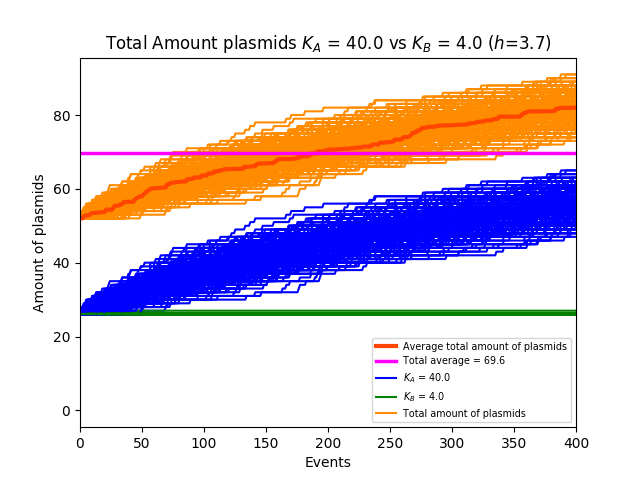 Total Amount plasmids K_A = 40.0 vs K_B = 4.0 (h=3.7)
Amount of plasmids
80
60
40
20
0
Average total amount of plasmids
Total average = 69.6
K_A = 40.0
K_B = 4.0
Total amount of plasmids
0 50 100 150 200 250 300 350 400
Events